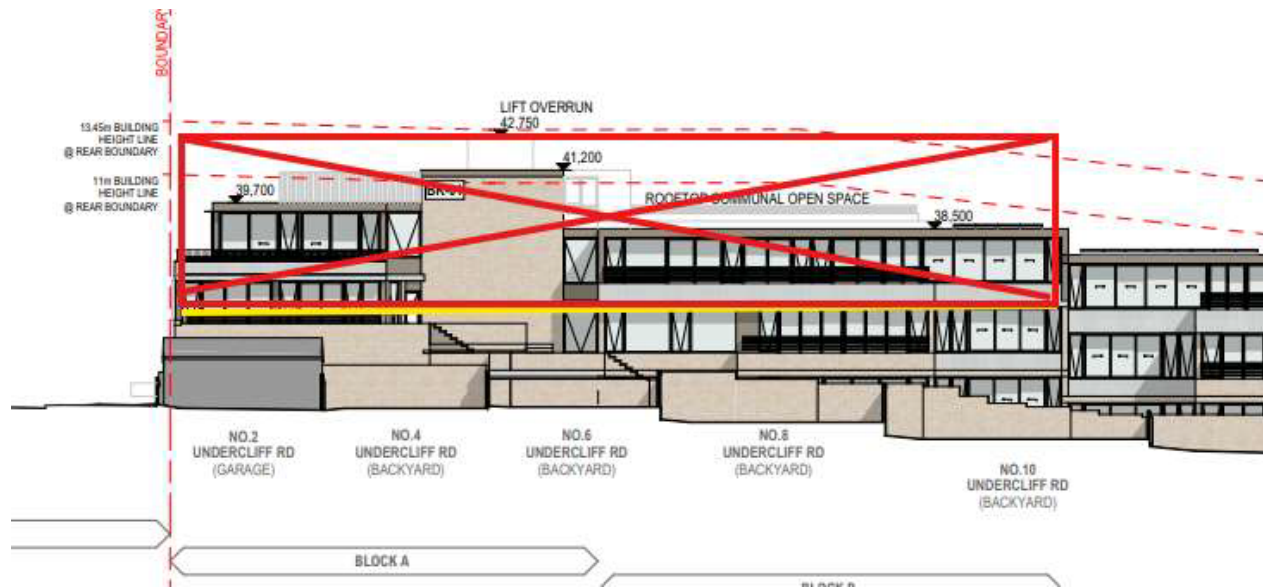 BOUNDARY
LIFT OVERRUN
42,750
13.45m BUILDING
HEIGHT LINE
@ REAR BOUNDARY
41,200
11m BUILDING
HEIGHT LINE
@ REAR BOUNDARY
39,700
ROOFTOP COMMUNAL OPEN SPACE
38,500
NO.2
UNDERCLIFF RD
(GARAGE)
NO.4
UNDERCLIFF RD
(BACKYARD)
NO.6
UNDERCLIFF RD
(BACKYARD)
NO.8
UNDERCLIFF RD
(BACKYARD)
NO.10
UNDERCLIFF RD
(BACKYARD)
BLOCK A